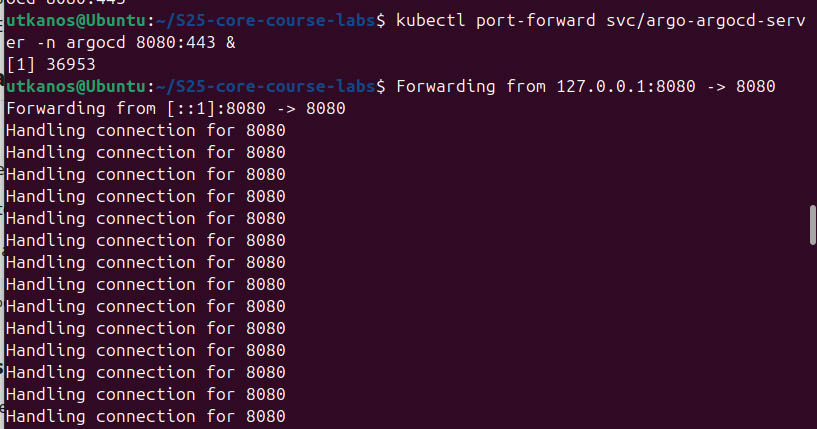 utkanos@Ubuntu:~/S25-core-course-labs$ kubectl port-forward svc/argo-argocd-serv
er -n argocd 8080:443 &
[1] 36953
utkanos@Ubuntu:~/S25-core-course-labs$ Forwarding from 127.0.0.1:8080 -> 8080
Forwarding from [::1]:8080 -> 8080
Handling connection for 8080
Handling connection for 8080
Handling connection for 8080
Handling connection for 8080
Handling connection for 8080
Handling connection for 8080
Handling connection for 8080
Handling connection for 8080
Handling connection for 8080
Handling connection for 8080
Handling connection for 8080
Handling connection for 8080
Handling connection for 8080
Handling connection for 8080